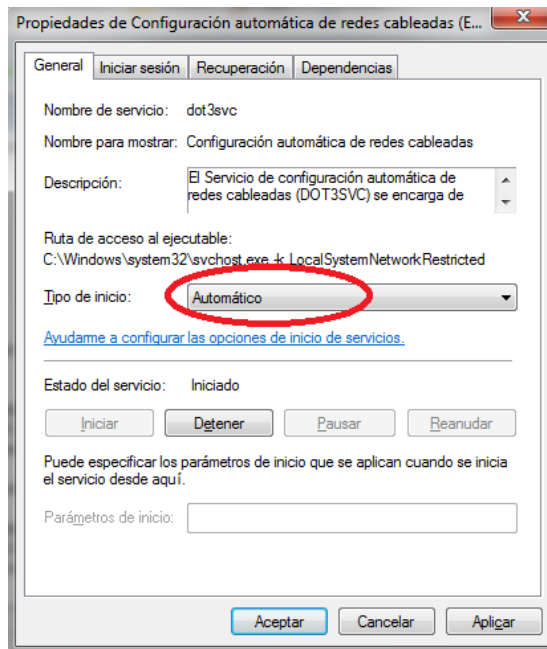 Propiedades de Configuración automática de redes cableadas (E...
General
Iniciar sesión
Recuperación
Dependencias
Nombre de servicio: dot3svc
Nombre para mostrar: Configuración automática de redes cableadas
Descripción: El Servicio de configuración automática de
redes cableadas (DOT3SVC) se encarga de
Ruta de acceso al ejecutable:
C:\Windows\system32\svchost.exe -k LocalSystemNetworkRestricted
Tipo de inicio: Automático
Ayudarme a configurar las opciones de inicio de servicios.
Estado del servicio: Iniciado
Iniciar
Detener
Pausar
Reanudar
Puede especificar los parámetros de inicio que se aplican cuando se inicia
el servicio desde aquí.
Parámetros de inicio:
Aceptar
Cancelar
Aplicar